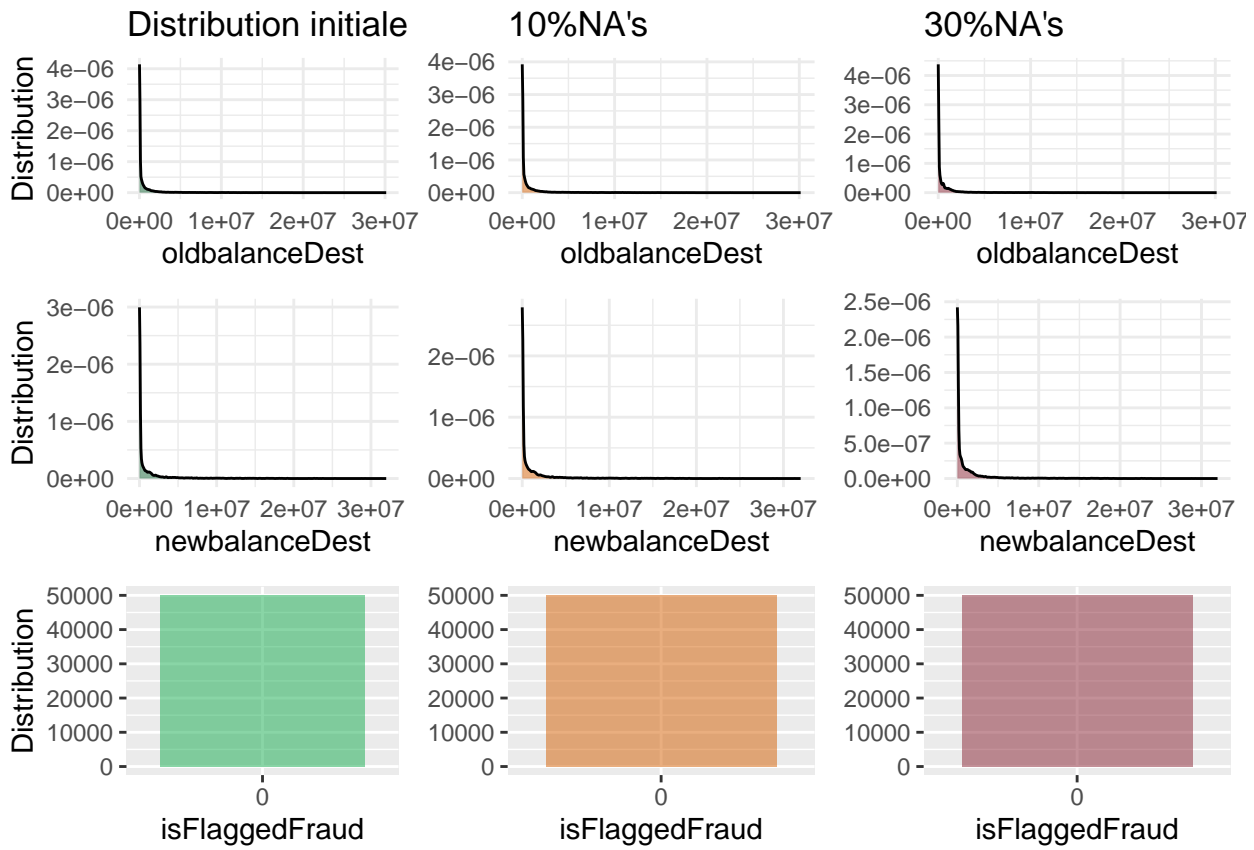 Distribution initiale
10%NA's
30%NA's
Distribution
4e−06
3e−06
2e−06
1e−06
0e+00
0e+00 1e+07 2e+07 3e+07
oldbalanceDest
4e−06
3e−06
2e−06
1e−06
0e+00
0e+00 1e+07 2e+07 3e+07
oldbalanceDest
4e−06
3e−06
2e−06
1e−06
0e+00
0e+00 1e+07 2e+07 3e+07
oldbalanceDest
Distribution
3e−06
2e−06
1e−06
0e+00
0e+00 1e+07 2e+07 3e+07
newbalanceDest
2e−06
1e−06
0e+00
0e+00 1e+07 2e+07 3e+07
newbalanceDest
2.5e−06
2.0e−06
1.5e−06
1.0e−06
5.0e−07
0.0e+00
0e+00 1e+07 2e+07 3e+07
newbalanceDest
Distribution
50000
40000
30000
20000
10000
0
0
isFlaggedFraud
50000
40000
30000
20000
10000
0
0
isFlaggedFraud
50000
40000
30000
20000
10000
0
0
isFlaggedFraud